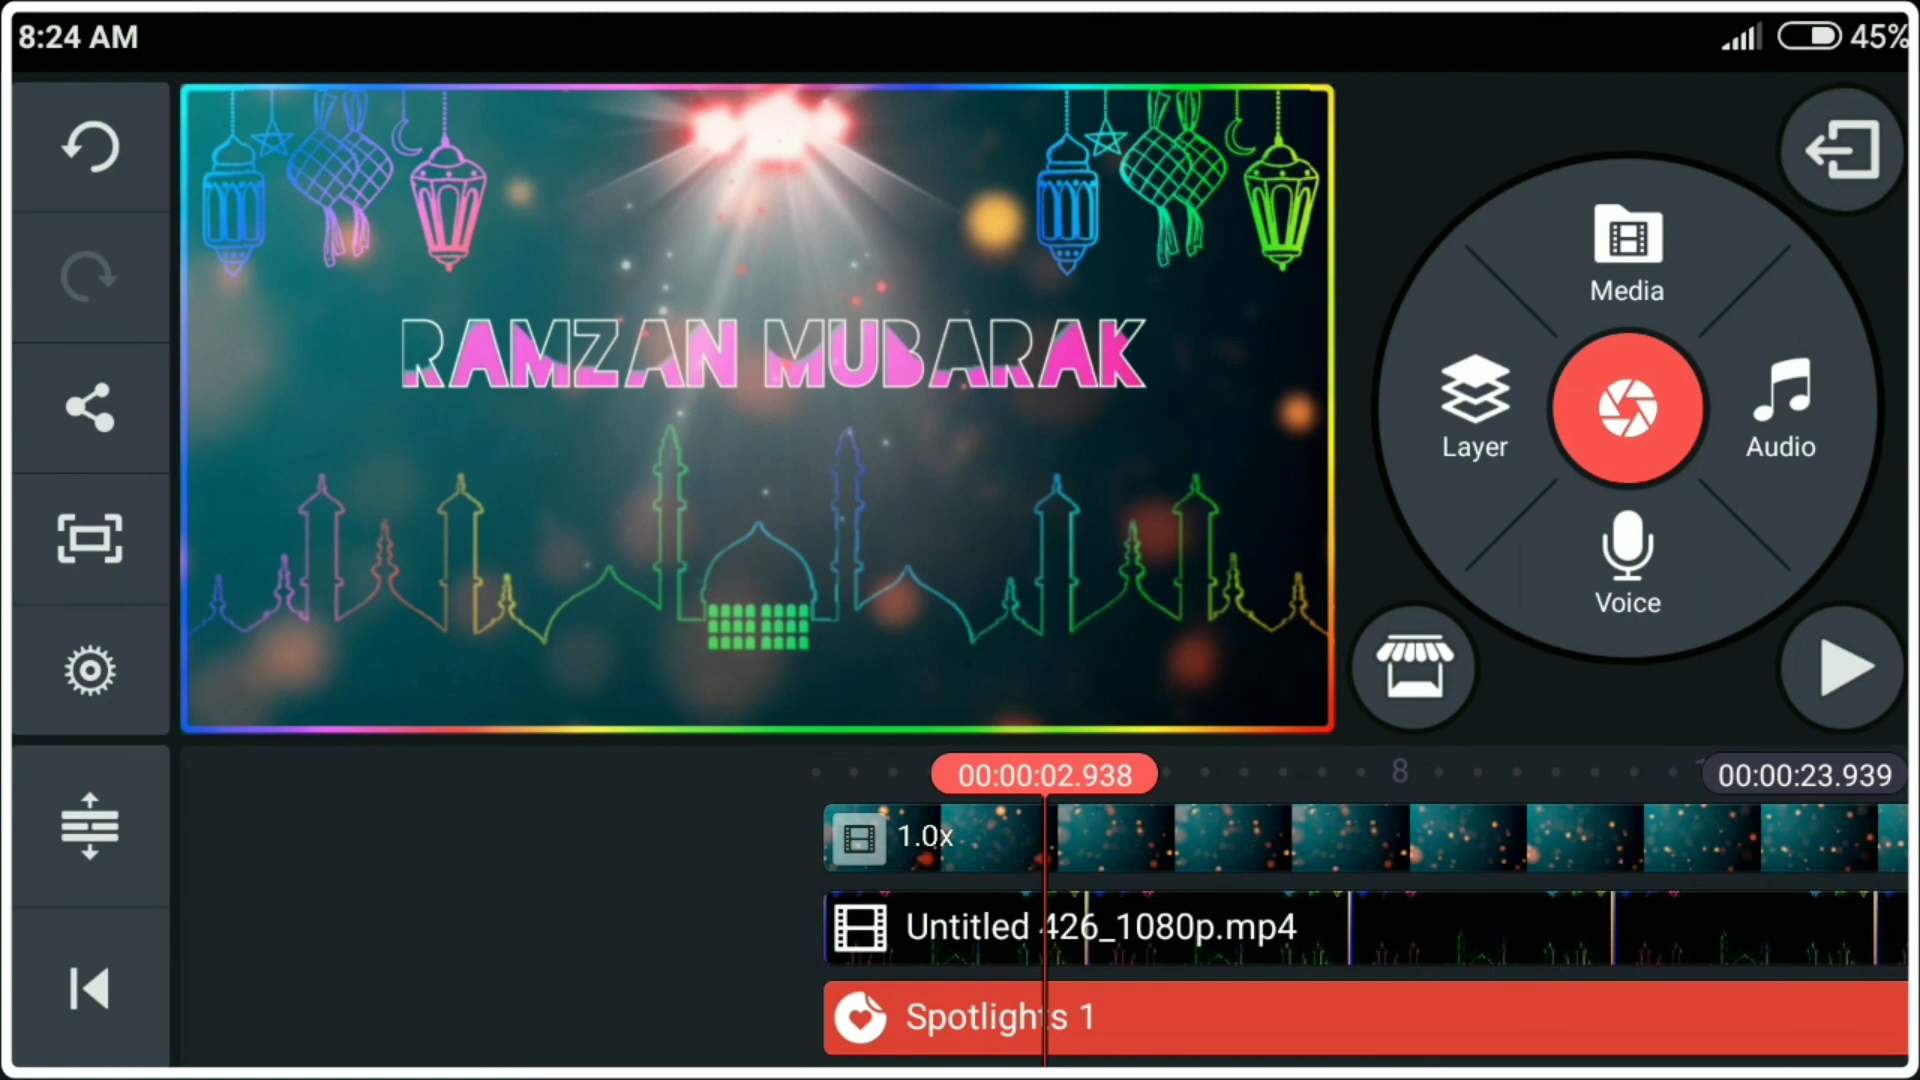 8:24 AM
45%
RAMZAN MUBARAK
Media
Layer
Audio
Voice
00:00:02.938
8
00:00:23.939
1.0x
Untitled 426_1080p.mp4
Spotlights 1